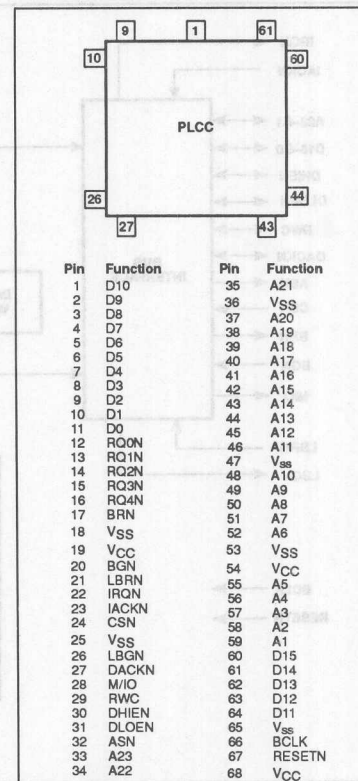 9 1 61
10 60
PLCC
26 44
27 43
Pin Function Pin Function
1 D10 35 A21
2 D9 36 VSS
3 D8 37 A20
4 D7 38 A19
5 D6 39 A18
6 D5 40 A17
7 D4 41 A16
8 D3 42 A15
9 D2 43 A14
10 D1 44 A13
11 D0 45 A12
12 RQ0N 46 A11
13 RQ1N 47 Vss
14 RQ2N 48 A10
15 RQ3N 49 A9
16 RQ4N 50 A8
17 BRN 51 A7
18 VSS 52 A6
19 VCC 53 VSS
20 BGN 54 VCC
21 LBRN 55 A5
22 IRQN 56 A4
23 IACKN 57 A3
24 CSN 58 A2
25 VSS 59 A1
26 LBGN 60 D15
27 DACKN 61 D14
28 M/IO 62 D13
29 RWC 63 D12
30 DHIEN 64 D11
31 DLOEN 65 Vss
32 ASN 66 BCLK
33 A23 67 RESETN
34 A22 68 VCC